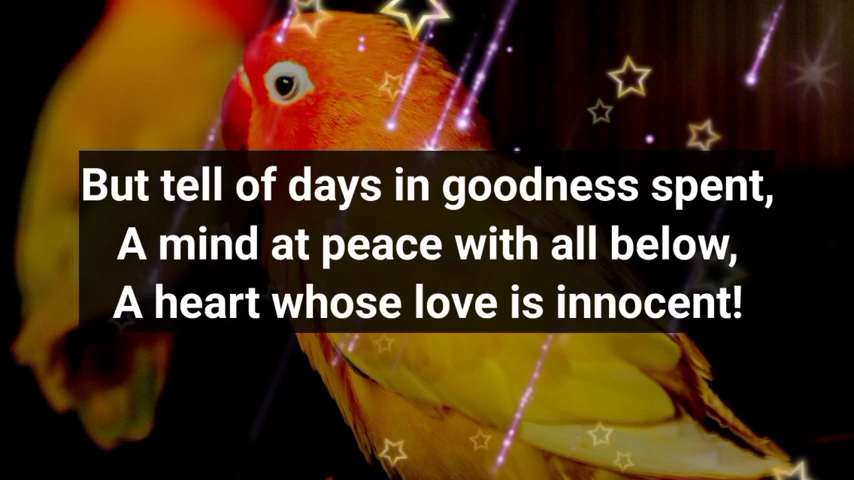 But tell of days in goodness spent,
A mind at peace with all below,
A heart whose love is innocent!